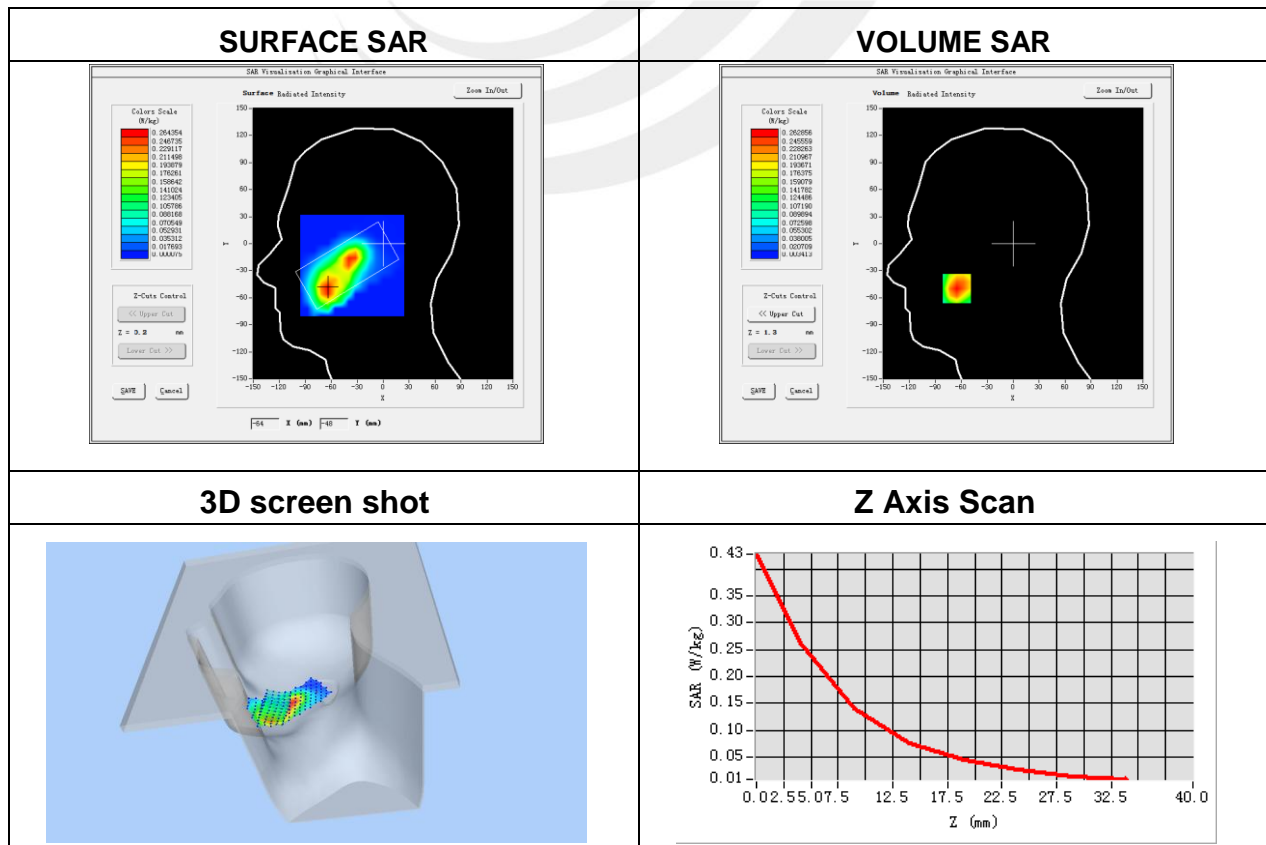 SURFACE SAR
SAR Visualisation Graphical Interface
Surface Radiated Intensity
Zoom In/Out
Colors Scale
(W/kg)
0.264354
0.246735
0.229117
0.211498
0.193879
0.176261
0.158642
0.141024
0.123405
0.105786
0.088168
0.070549
0.052931
0.035312
0.017693
0.000075
Z-Cuts Control
<< Upper Cut
Z = 3.2 mm
Lower Cut >>
SAVE Cancel
150
120
90
60
30
0
-30
-60
-90
-120
-150
Y
-150 -120 -90 -60 -30 0 30 60 90 120 150
X
-64 X (mm) -48 Y (mm)
VOLUME SAR
SAR Visualisation Graphical Interface
Volume Radiated Intensity
Zoom In/Out
Colors Scale
(W/kg)
0.262856
0.245559
0.228263
0.210967
0.193671
0.176375
0.159079
0.141782
0.124486
0.107190
0.089894
0.072598
0.055302
0.038005
0.020709
0.003413
Z-Cuts Control
<< Upper Cut
Z = 1.3 mm
Lower Cut >>
SAVE Cancel
150
120
90
60
30
0
-30
-60
-90
-120
-150
Y
-150 -120 -90 -60 -30 0 30 60 90 120 150
X
3D screen shot
Z Axis Scan
0.43
0.35
0.30
0.25
0.20
0.15
0.10
0.05
0.01
SAR (W/kg)
0.0 2.5 5.0 7.5 12.5 17.5 22.5 27.5 32.5 40.0
Z (mm)